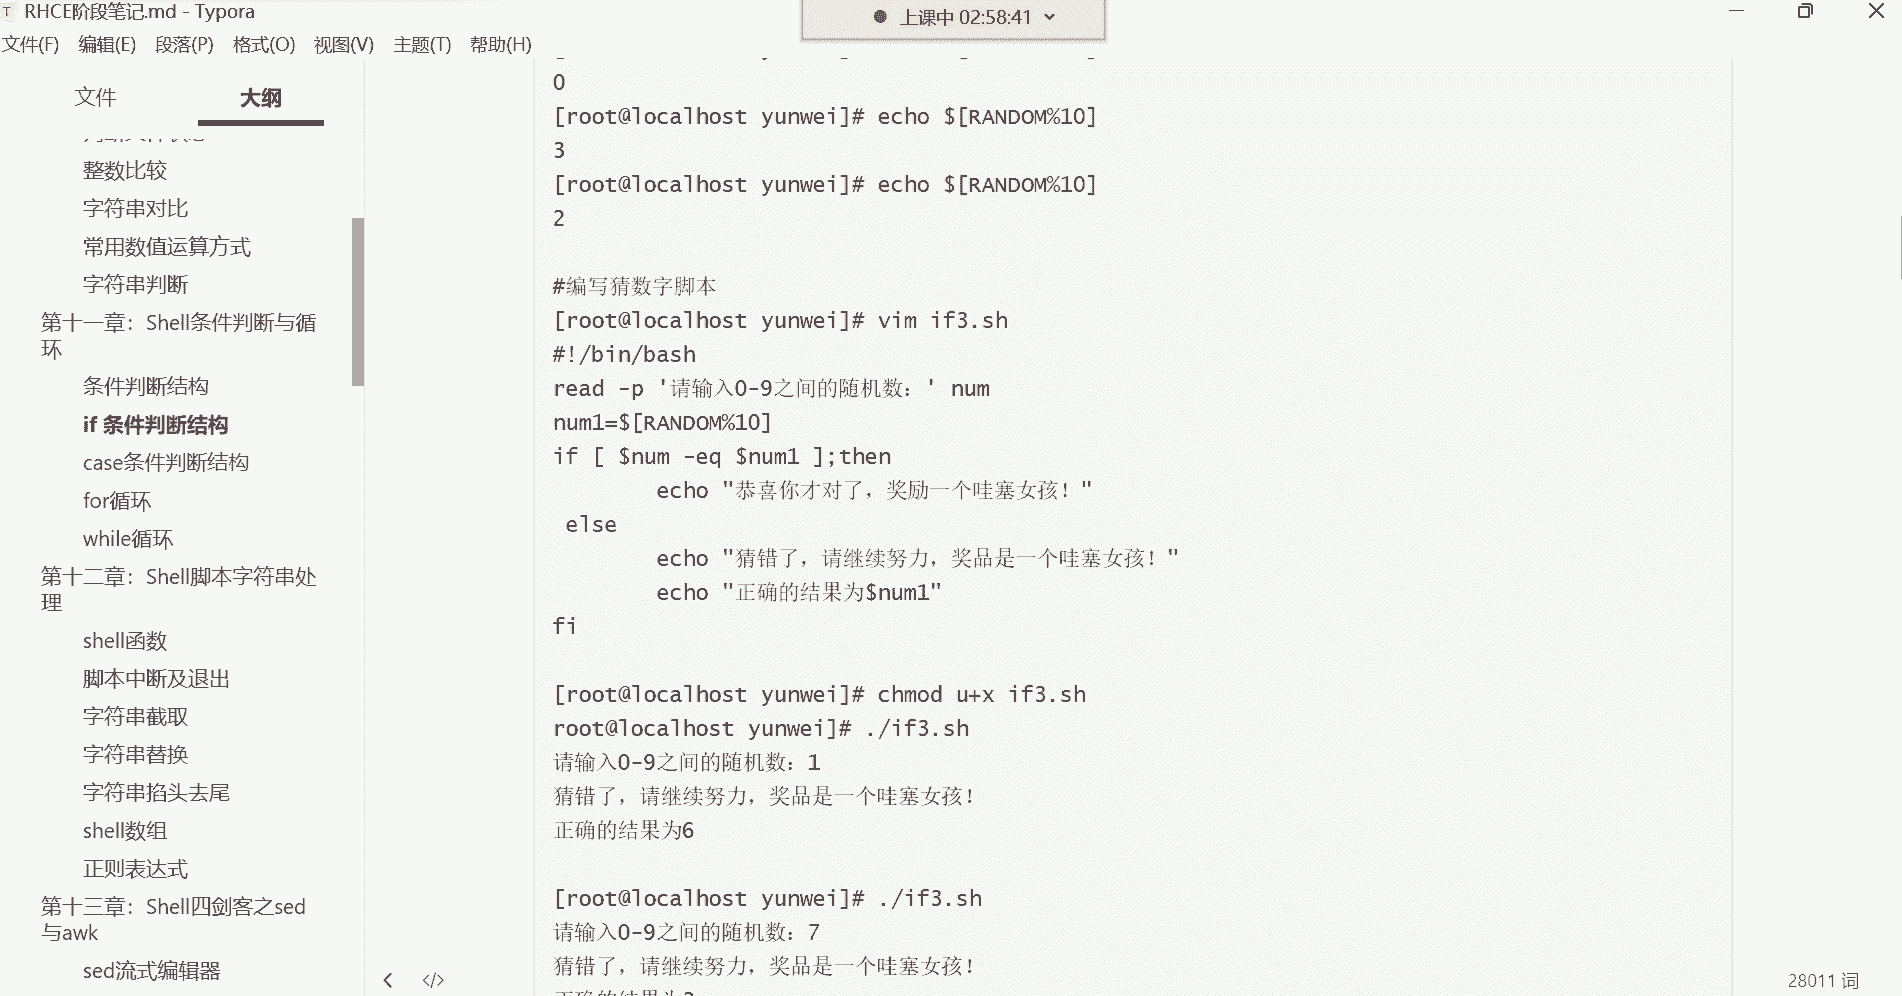 RHCE阶段笔记.md - Typora
上课中 02:58:41
文件(F) 编辑(E) 段落(P) 格式(O) 视图(V) 主题(T) 帮助(H)
文件 大纲
整数比较
字符串对比
常用数值运算方式
字符串判断
第十一章：Shell条件判断与循
环
条件判断结构
if 条件判断结构
case条件判断结构
for循环
while循环
第十二章：Shell脚本字符串处
理
shell函数
脚本中断及退出
字符串截取
字符串替换
字符串掐头去尾
shell数组
正则表达式
第十三章：Shell四剑客之sed
与awk
sed流式编辑器
0
[root@localhost yunwei]# echo $[RANDOM%10]
3
[root@localhost yunwei]# echo $[RANDOM%10]
2
#编写猜数字脚本
[root@localhost yunwei]# vim if3.sh
#!/bin/bash
read -p '请输入0-9之间的随机数：' num
num1=$[RANDOM%10]
if [ $num -eq $num1 ];then
echo "恭喜你才对了，奖励一个哇塞女孩！"
else
echo "猜错了，请继续努力，奖品是一个哇塞女孩！"
echo "正确的结果为$num1"
fi
[root@localhost yunwei]# chmod u+x if3.sh
root@localhost yunwei]# ./if3.sh
请输入0-9之间的随机数：1
猜错了，请继续努力，奖品是一个哇塞女孩！
正确的结果为6
[root@localhost yunwei]# ./if3.sh
请输入0-9之间的随机数：7
猜错了，请继续努力，奖品是一个哇塞女孩！
28011 词